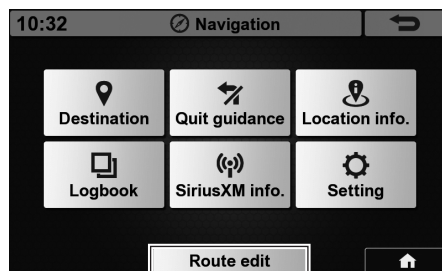 10:32 Navigation
Destination Quit guidance Location info.
Logbook SiriusXM info. Setting
Route edit